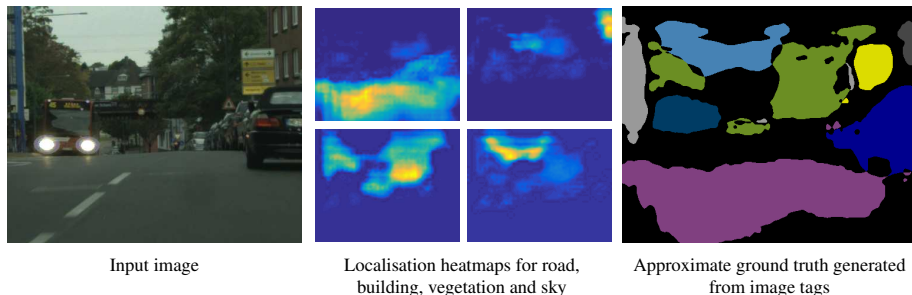 Input image
Localisation heatmaps for road,
building, vegetation and sky
Approximate ground truth generated
from image tags